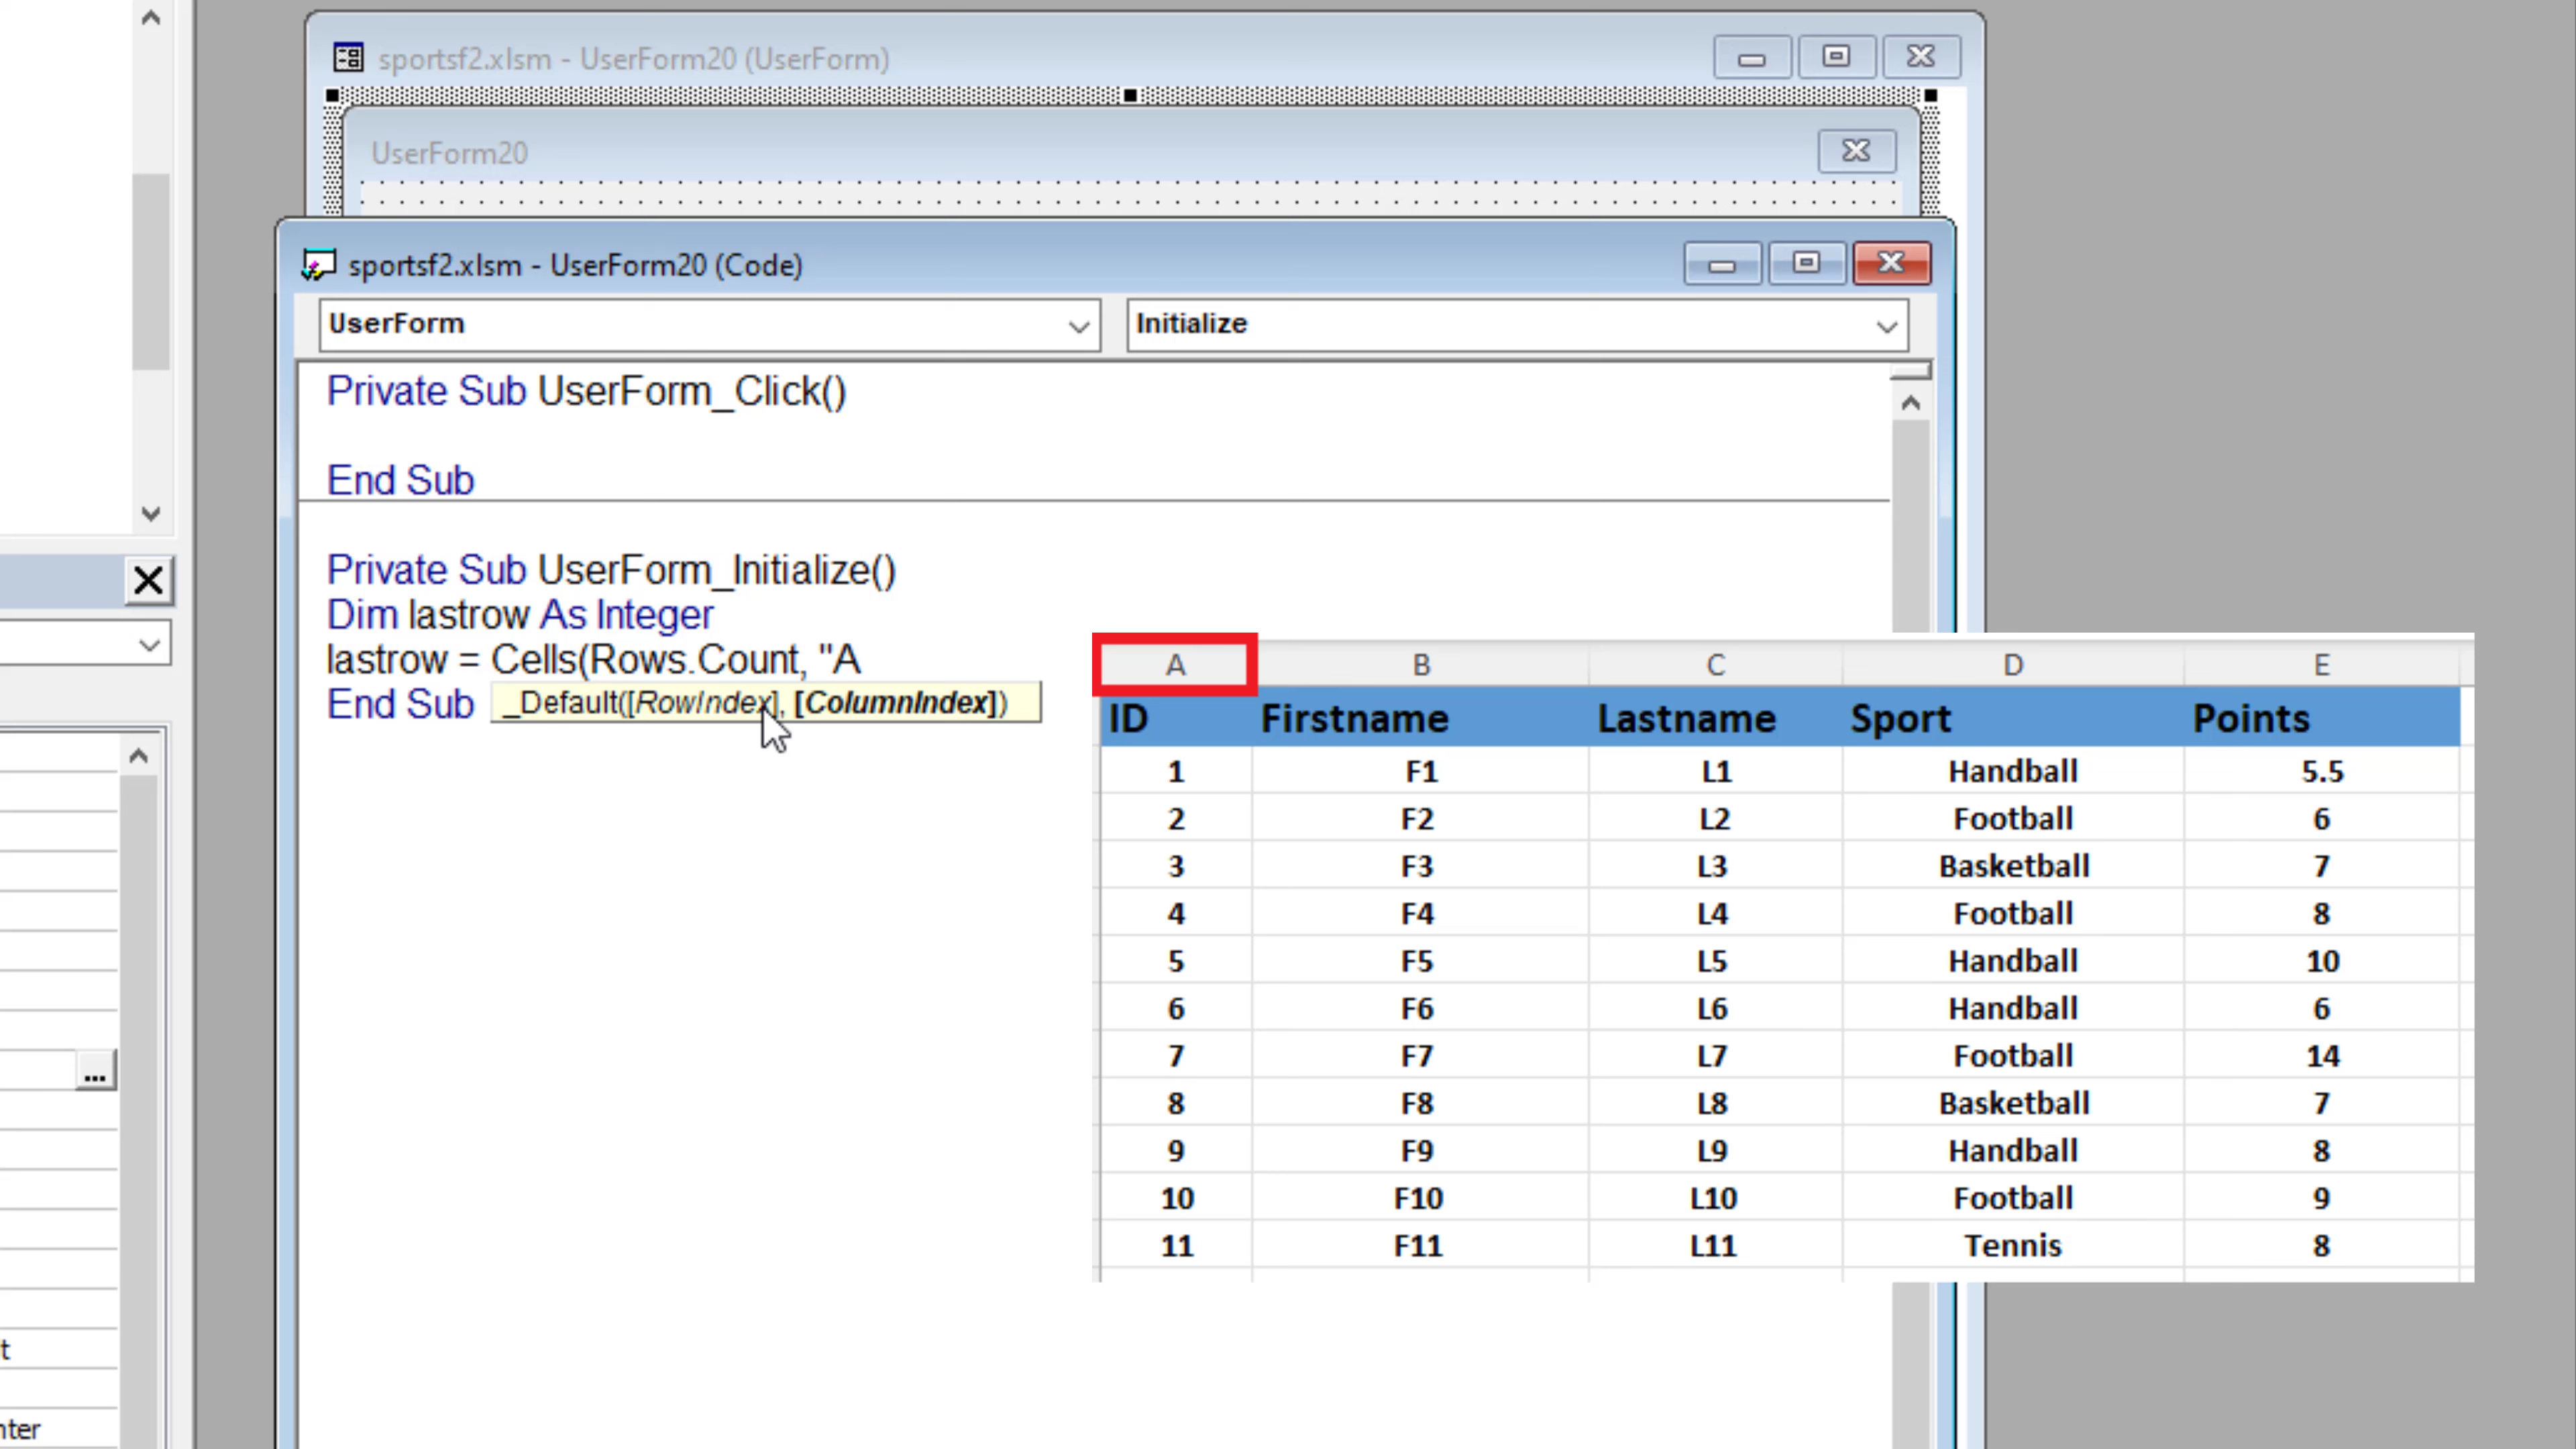 sportsf2.xlsm - UserForm20 (UserForm)
UserForm20
sportsf2.xlsm - UserForm20 (Code)
UserForm Initialize
Private Sub UserForm_Click()
End Sub
Private Sub UserForm_Initialize()
Dim lastrow As Integer
lastrow = Cells(Rows.Count, "A
End Sub
_Default([RowIndex], [ColumnIndex])
A B C D E
ID Firstname Lastname Sport Points
1 F1 L1 Handball 5.5
2 F2 L2 Football 6
3 F3 L3 Basketball 7
4 F4 L4 Football 8
5 F5 L5 Handball 10
6 F6 L6 Handball 6
7 F7 L7 Football 14
8 F8 L8 Basketball 7
9 F9 L9 Handball 8
10 F10 L10 Football 9
11 F11 L11 Tennis 8
...